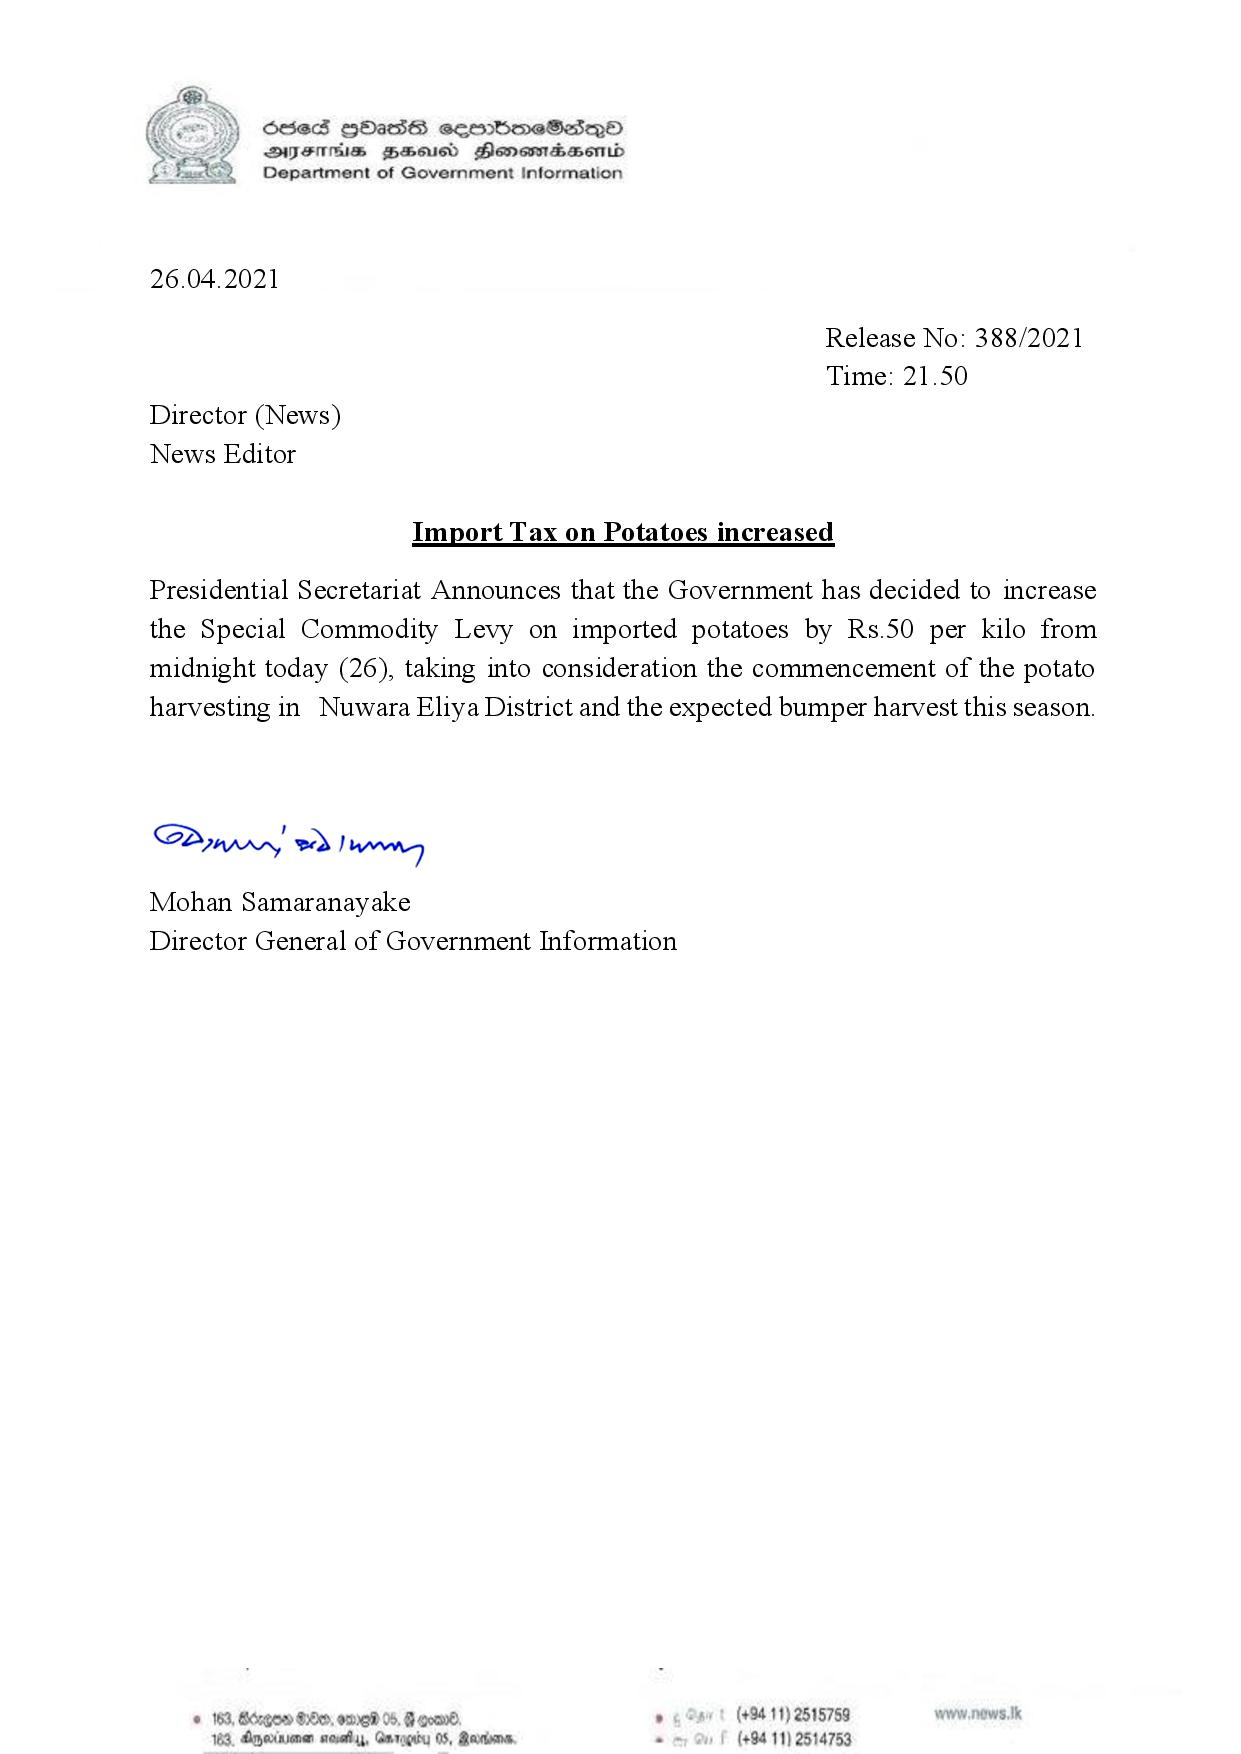 රජයේ ප්‍රවෘත්ති දෙපාර්තමේන්තුව
அரசாங்க தகவல் திணைக்களம்
Department of Government Information
26.04.2021
Release No: 388/2021
Time: 21.50
Director (News)
News Editor
Import Tax on Potatoes increased
Presidential Secretariat Announces that the Government has decided to increase
the Special Commodity Levy on imported potatoes by Rs.50 per kilo from
midnight today (26), taking into consideration the commencement of the potato
harvesting in Nuwara Eliya District and the expected bumper harvest this season.
Mohan Samaranayake
Director General of Government Information
163, කිරුලපන මාවත, කොළඹ 05, ශ්‍රී ලංකාව.
163, கிருலப்பனை வெணியூ, கொழும்பு 05, இலங்கை.
(+94 11) 2515759
(+94 11) 2514753
www.news.lk